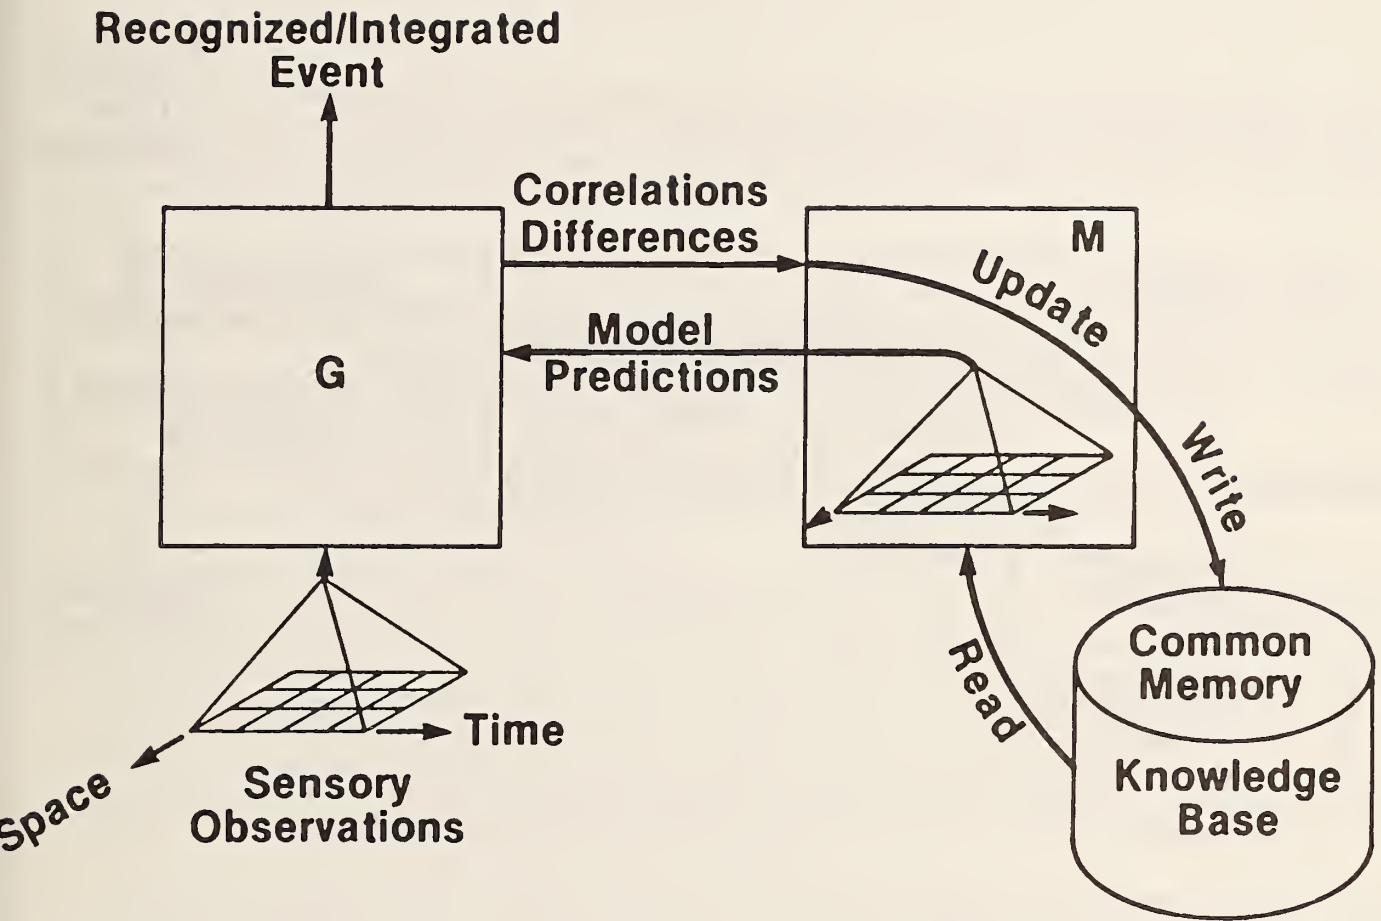 Recognized/Integrated
Event
Correlations
Differences
M
Update
Model
Predictions
G
Write
Read
Common
Memory
Knowledge
Base
Time
Space
Sensory
Observations